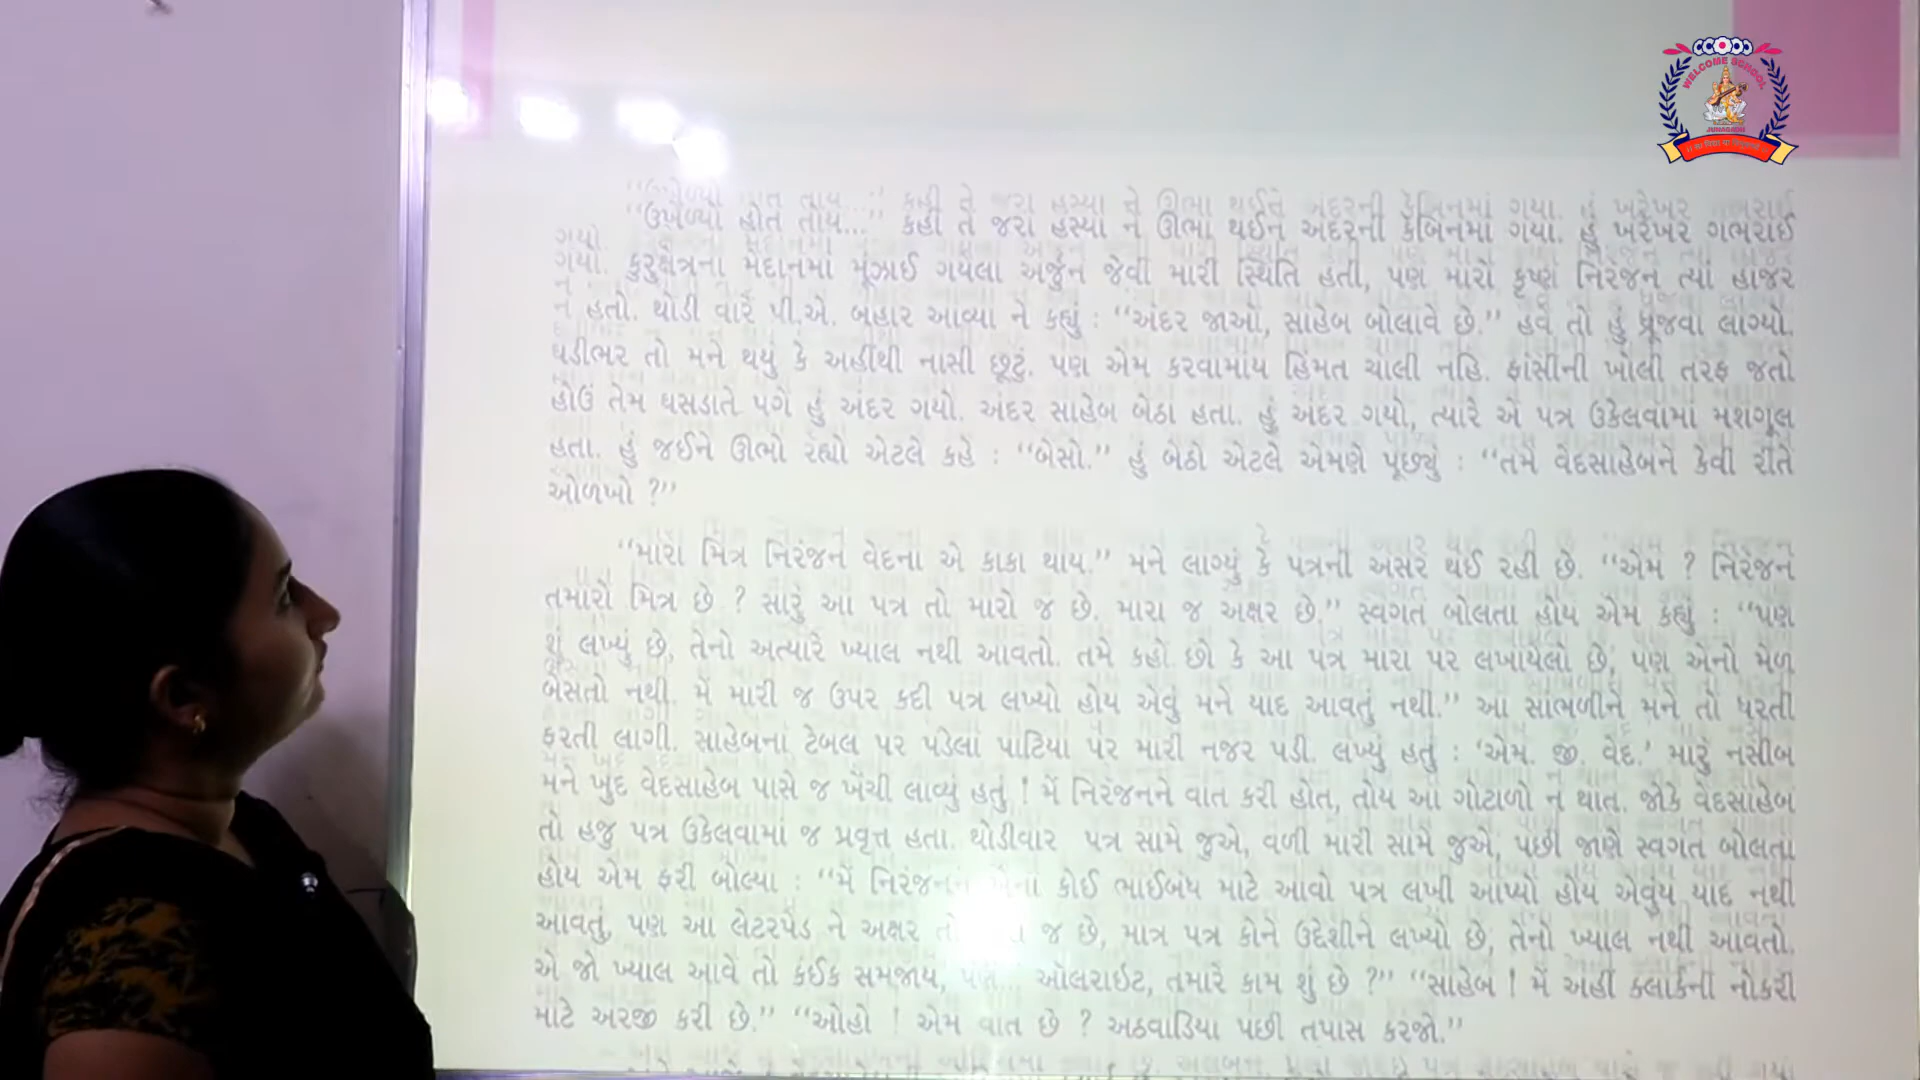 WELCOME SCHOOL
JUNAGADH
“ઉખેળ્યો હોત તોય...” કહી તે જરા હસ્યા ને ઊભા થઈને અંદરની કૅબિનમાં ગયા. હું ખરેખર ગભરાઈ
ગયો. કુરુક્ષેત્રના મેદાનમાં મૂંઝાઈ ગયેલા અર્જુન જેવી મારી સ્થિતિ હતી, પણ મારો કૃષ્ણ નિરંજન ત્યાં હાજર
ન હતો. થોડી વારે પી.એ. બહાર આવ્યા ને કહ્યું : “અંદર જાઓ, સાહેબ બોલાવે છે.” હવે તો હું ધ્રૂજવા લાગ્યો.
ઘડીભર તો મને થયું કે અહીંથી નાસી છૂટું. પણ એમ કરવામાંય હિંમત ચાલી નહિ. ફાંસીની ખોલી તરફ જતો
હોઉં તેમ ઘસડાતે પગે હું અંદર ગયો. અંદર સાહેબ બેઠા હતા. હું અંદર ગયો, ત્યારે એ પત્ર ઉકેલવામાં મશગૂલ
હતા. હું જઈને ઊભો રહ્યો એટલે કહે : “બેસો.” હું બેઠો એટલે એમણે પૂછ્યું : “તમે વેદસાહેબને કેવી રીતે
ઓળખો ?”
“મારા મિત્ર નિરંજન વેદના એ કાકા થાય.” મને લાગ્યું કે પત્રની અસર થઈ રહી છે. “એમ ? નિરંજન
તમારો મિત્ર છે ? સારું આ પત્ર તો મારો જ છે. મારા જ અક્ષર છે.” સ્વગત બોલતા હોય એમ કહ્યું : “પણ
શું લખ્યું છે, તેનો અત્યારે ખ્યાલ નથી આવતો. તમે કહો છો કે આ પત્ર મારા પર લખાયેલો છે, પણ એનો મેળ
બેસતો નથી. મેં મારી જ ઉપર કદી પત્ર લખ્યો હોય એવું મને યાદ આવતું નથી.” આ સાંભળીને મને તો ધરતી
ફરતી લાગી. સાહેબના ટેબલ પર પડેલા પાટિયા પર મારી નજર પડી. લખ્યું હતું : ‘એમ. જી. વેદ.’ મારું નસીબ
મને ખુદ વેદસાહેબ પાસે જ ખેંચી લાવ્યું હતું ! મેં નિરંજનને વાત કરી હોત, તોય આ ગોટાળો ન થાત. જોકે વેદસાહેબ
તો હજુ પત્ર ઉકેલવામાં જ પ્રવૃત્ત હતા. થોડીવાર પત્ર સામે જુએ, વળી મારી સામે જુએ, પછી જાણે સ્વગત બોલતા
હોય એમ ફરી બોલ્યા : “મેં નિરંજનને એના કોઈ ભાઈબંધ માટે આવો પત્ર લખી આપ્યો હોય એવુંય યાદ નથી
આવતું, પણ આ લેટરપૅડ ને અક્ષર તો જ છે, માત્ર પત્ર કોને ઉદ્દેશીને લખ્યો છે, તેનો ખ્યાલ નથી આવતો.
એ જો ખ્યાલ આવે તો કંઈક સમજાય, પણ... ઑલરાઇટ, તમારે કામ શું છે ?” “સાહેબ ! મેં અહીં ક્લાર્કની નોકરી
માટે અરજી કરી છે.” “ઓહો ! એમ વાત છે ? અઠવાડિયા પછી તપાસ કરજો.”